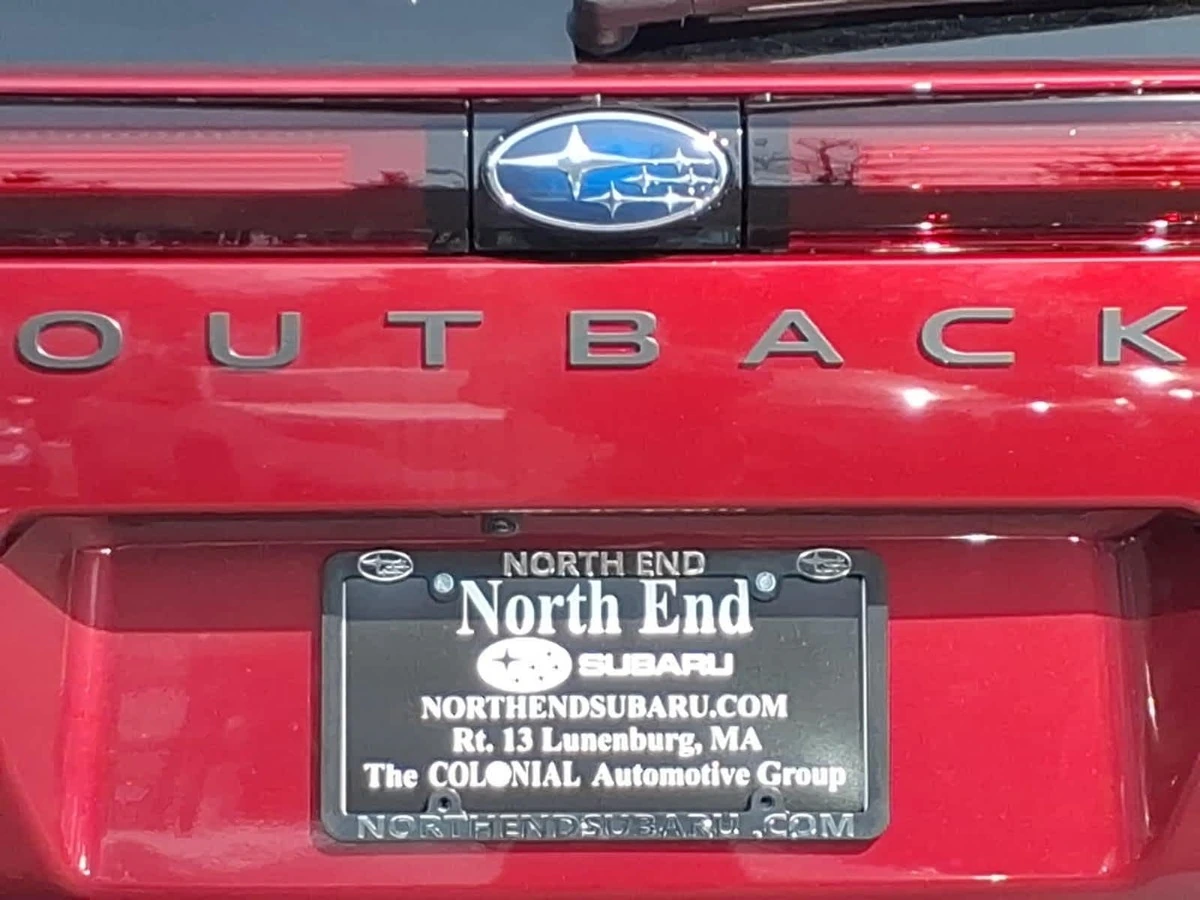 OUTBACK
NORTH END
North End
SUBARU
NORTHENDSUBARU.COM
Rt. 13 Lunenburg, MA
The COLONIAL Automotive Group
NORTHENDSUBARU.COM